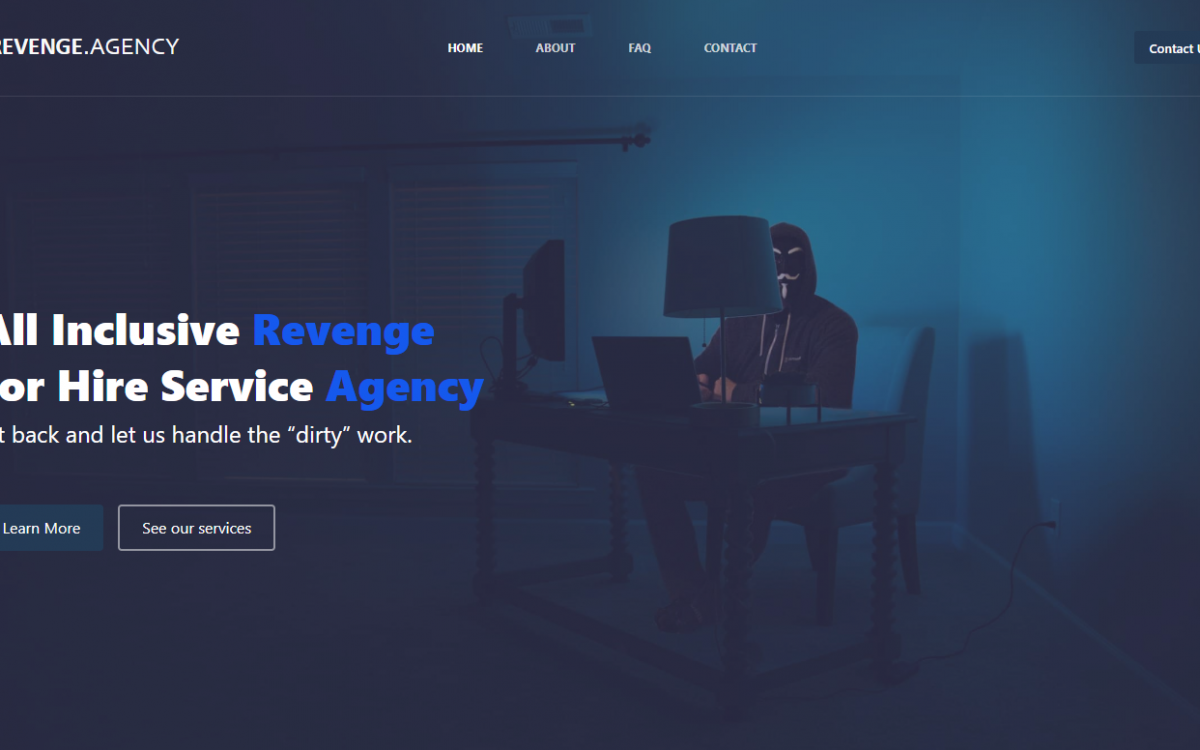 REVENGE.AGENCY
HOME ABOUT FAQ CONTACT
Contact U
All Inclusive Revenge
or Hire Service Agency
t back and let us handle the “dirty” work.
Learn More
See our services